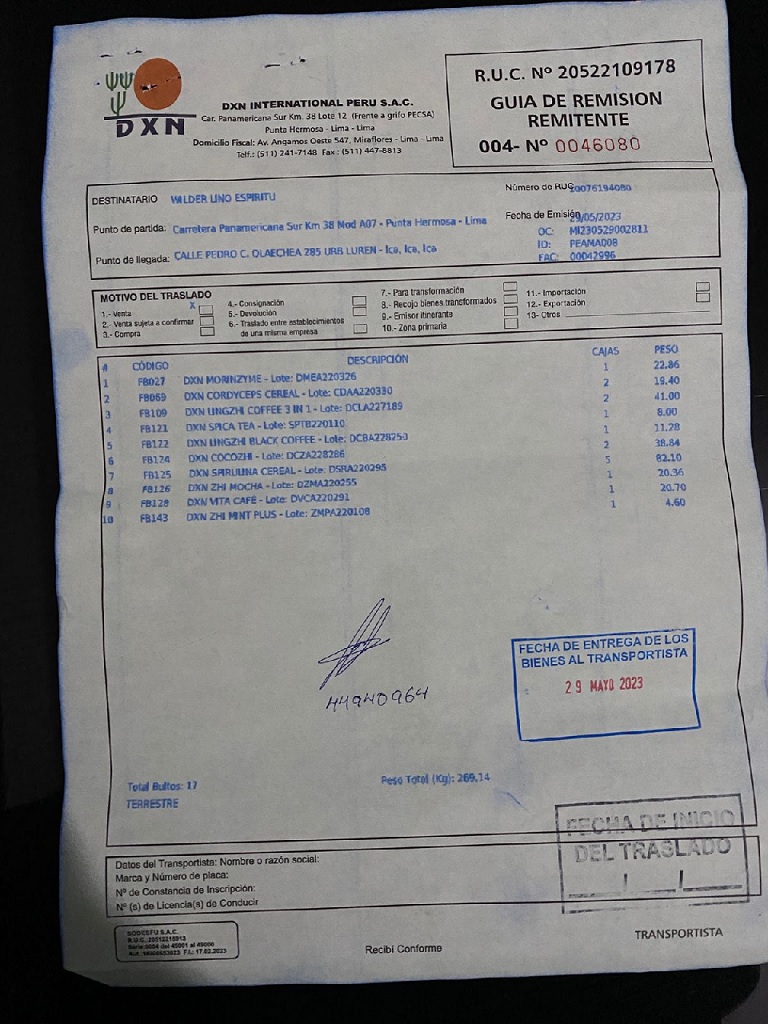 DXN
DXN INTERNATIONAL PERU S.A.C.
Car. Panamericana Sur Km. 38 Lote 12 (Frente a grifo PECSA)
Punta Hermosa - Lima - Lima
Domicilio Fiscal: Av. Angamos Oeste 547, Miraflores - Lima - Lima
Telf.: (511) 241-7148 Fax : (511) 447-8813
R.U.C. Nº 20522109178
GUIA DE REMISION
REMITENTE
004- Nº 0046080
DESTINATARIO WILDER LINO ESPIRITU
Número de RUC 20076194080
Punto de partida: Carretera Panamericana Sur Km 38 Mod A07 - Punta Hermosa - Lima
Fecha de Emisión 29/05/2023
Punto de llegada: CALLE PEDRO C. OLAECHEA 285 URB LUREN - Ica, Ica, Ica
OC: MI230529002811
ID: PEAMA008
FAC: 00042996
MOTIVO DEL TRASLADO
1.- Venta X
2.- Venta sujeta a confirmar
3.- Compra
4.- Consignación
5.- Devolución
6.- Traslado entre establecimientos
de una misma empresa
7.- Para transformación
8.- Recojo bienes transformados
9.- Emisor itinerante
10.- Zona primaria
11.- Importación
12.- Exportación
13- Otros
# CÓDIGO DESCRIPCIÓN CAJAS PESO
1 FB027 DXN MORINZYME - Lote: DMEA220326 1 22.86
2 FB069 DXN CORDYCEPS CEREAL - Lote: CDAA220330 2 19.40
3 FB109 DXN LINGZHI COFFEE 3 IN 1 - Lote: DCLA227189 2 41.00
4 FB121 DXN SPICA TEA - Lote: SPTB220110 1 8.00
5 FB122 DXN LINGZHI BLACK COFFEE - Lote: DCBA228253 1 11.28
6 FB124 DXN COCOZHI - Lote: DCZA228286 2 38.84
7 FB125 DXN SPIRULINA CEREAL - Lote: DSRA220295 5 82.10
8 FB126 DXN ZHI MOCHA - Lote: DZMA220255 1 20.36
9 FB128 DXN VITA CAFE - Lote: DVCA220291 1 20.70
10 FB143 DXN ZHI MINT PLUS - Lote: ZMPA220108 1 4.60
44940964
FECHA DE ENTREGA DE LOS
BIENES AL TRANSPORTISTA
29 MAYO 2023
Total Bultos: 17
Peso Total (Kg): 269.14
TERRESTRE
FECHA DE INICIO
DEL TRASLADO
Datos del Transportista: Nombre o razón social:
Marca y Número de placa:
Nº de Constancia de Inscripción:
Nº (s) de Licencia(s) de Conducir
S.A.C.
R.U.C.
Serie: 0004 del 45001 al 49000
F.I.: 17.02.2023
Recibí Conforme
TRANSPORTISTA